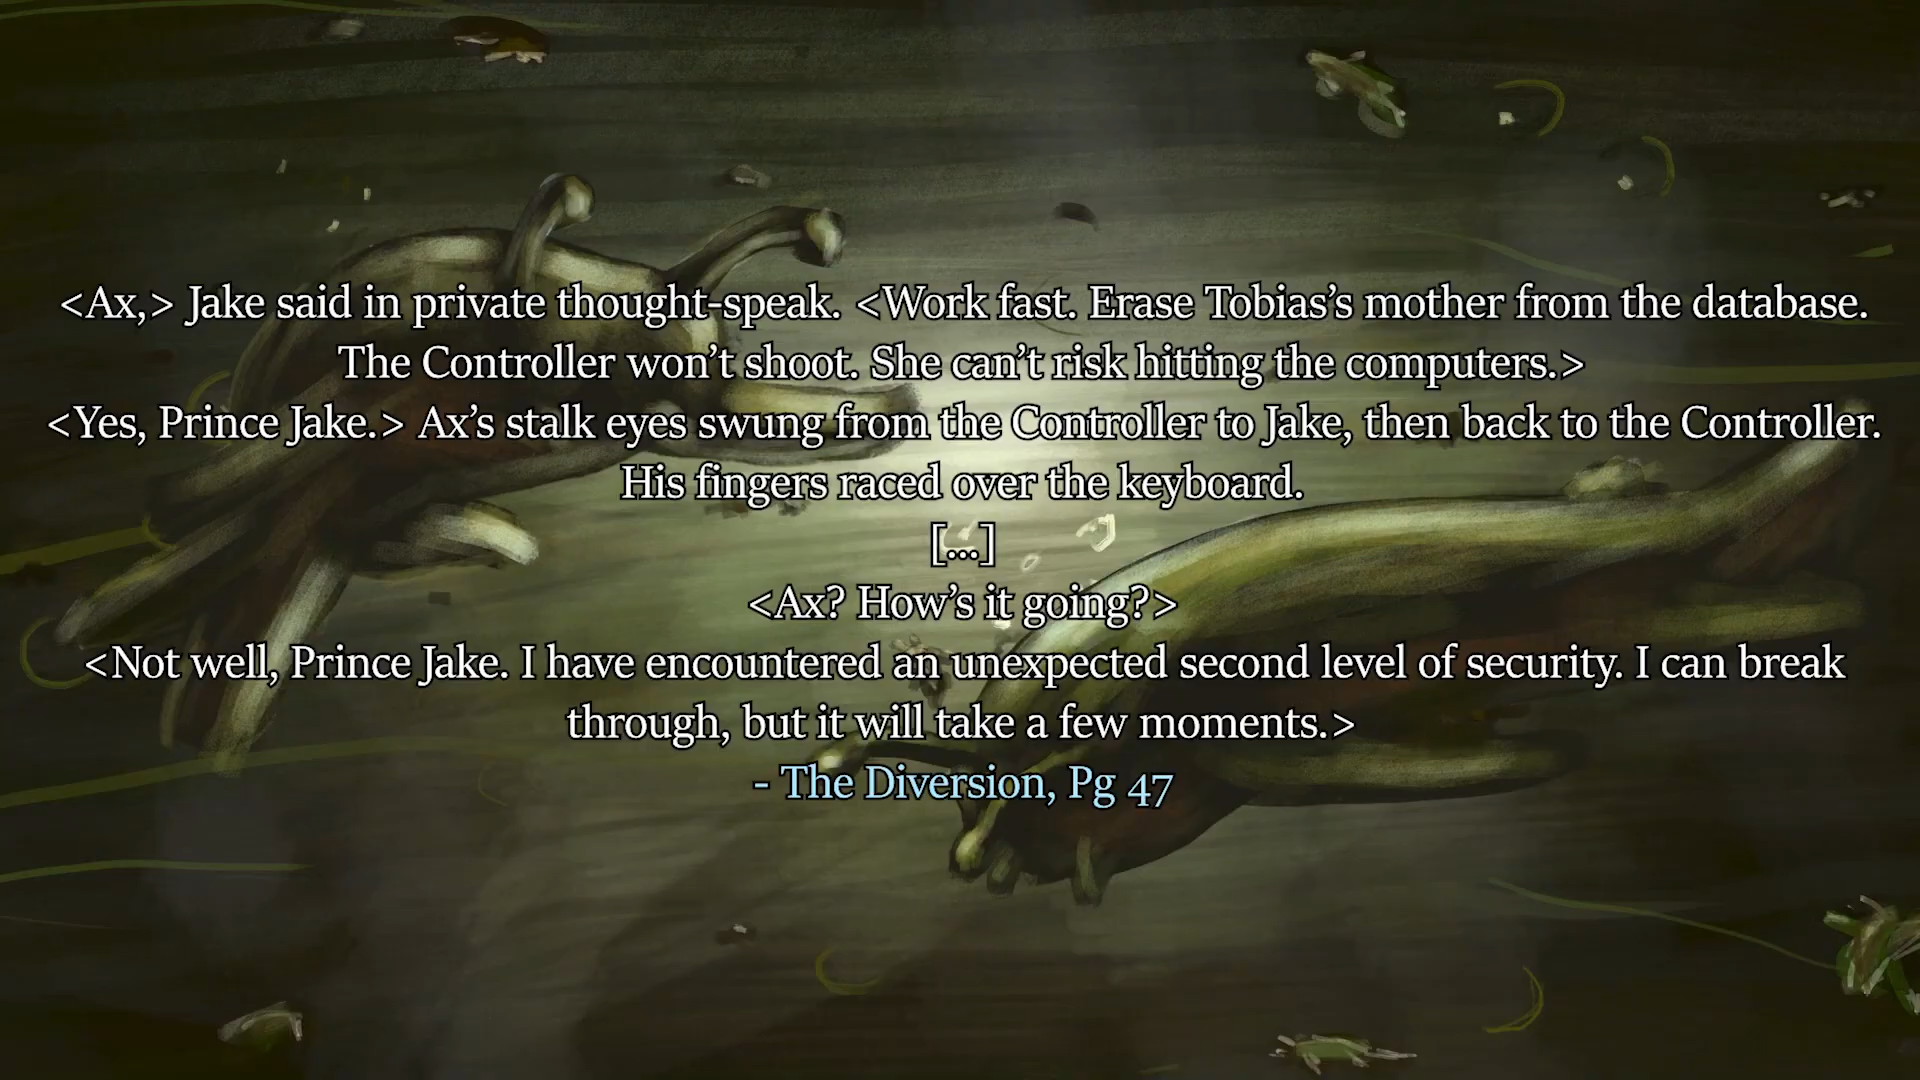 <Ax,> Jake said in private thought-speak. <Work fast. Erase Tobias’s mother from the database.
The Controller won’t shoot. She can’t risk hitting the computers.>
<Yes, Prince Jake.> Ax’s stalk eyes swung from the Controller to Jake, then back to the Controller.
His fingers raced over the keyboard.
[...]
<Ax? How’s it going?>
<Not well, Prince Jake. I have encountered an unexpected second level of security. I can break
through, but it will take a few moments.>
- The Diversion, Pg 47